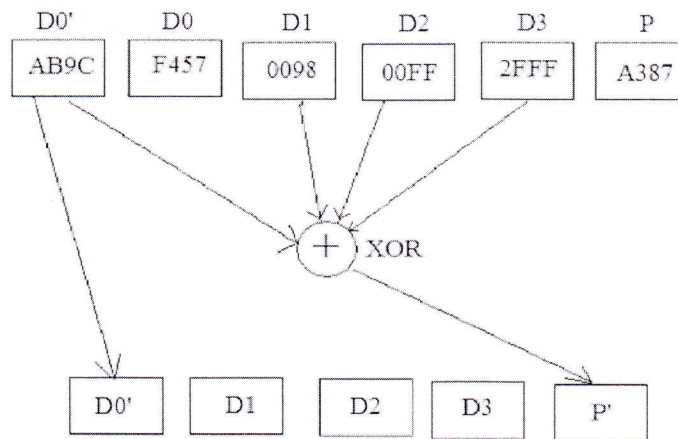 D0' D0 D1 D2 D3 P
AB9C F457 0098 00FF 2FFF A387
+ XOR
D0' D1 D2 D3 P'